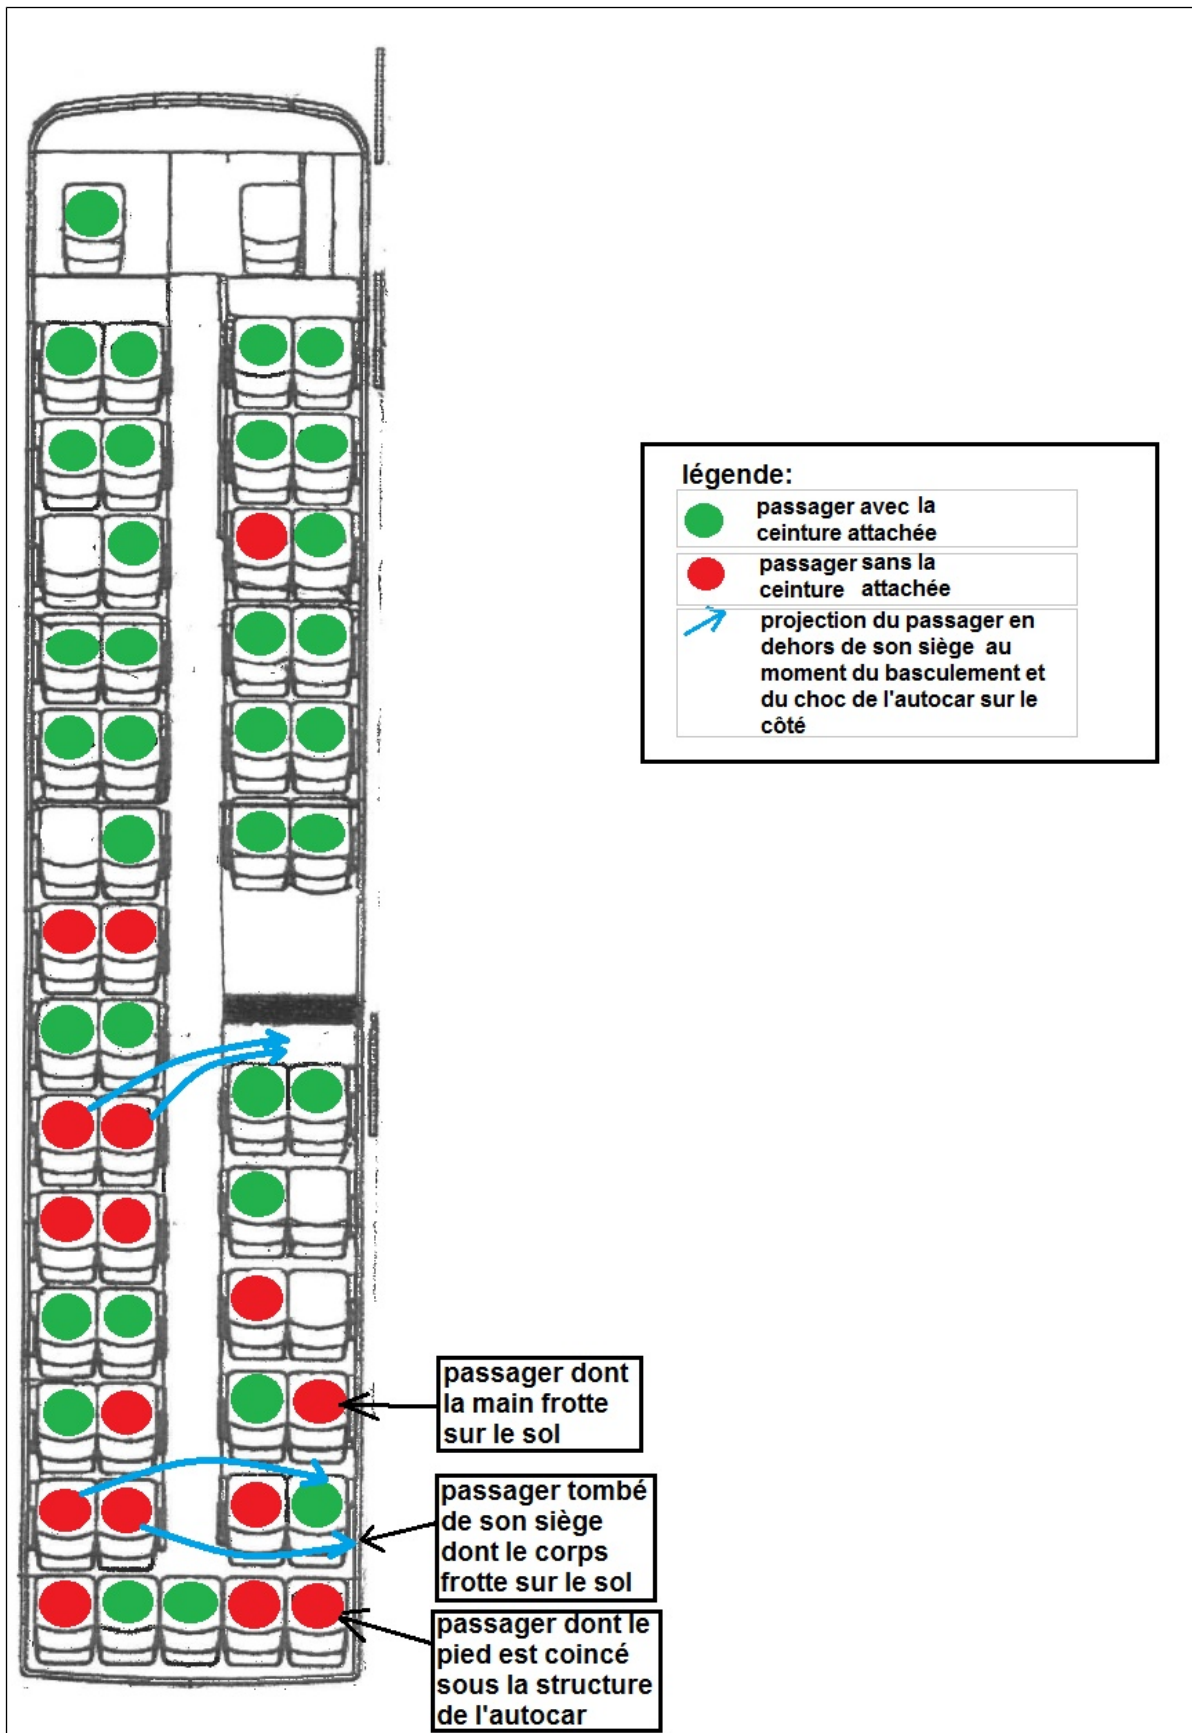 légende:
passager avec la
ceinture attachée
passager sans la
ceinture attachée
projection du passager en
dehors de son siège au
moment du basculement et
du choc de l'autocar sur le
côté
passager dont
la main frotte
sur le sol
passager tombé
de son siège
dont le corps
frotte sur le sol
passager dont le
pied est coincé
sous la structure
de l'autocar